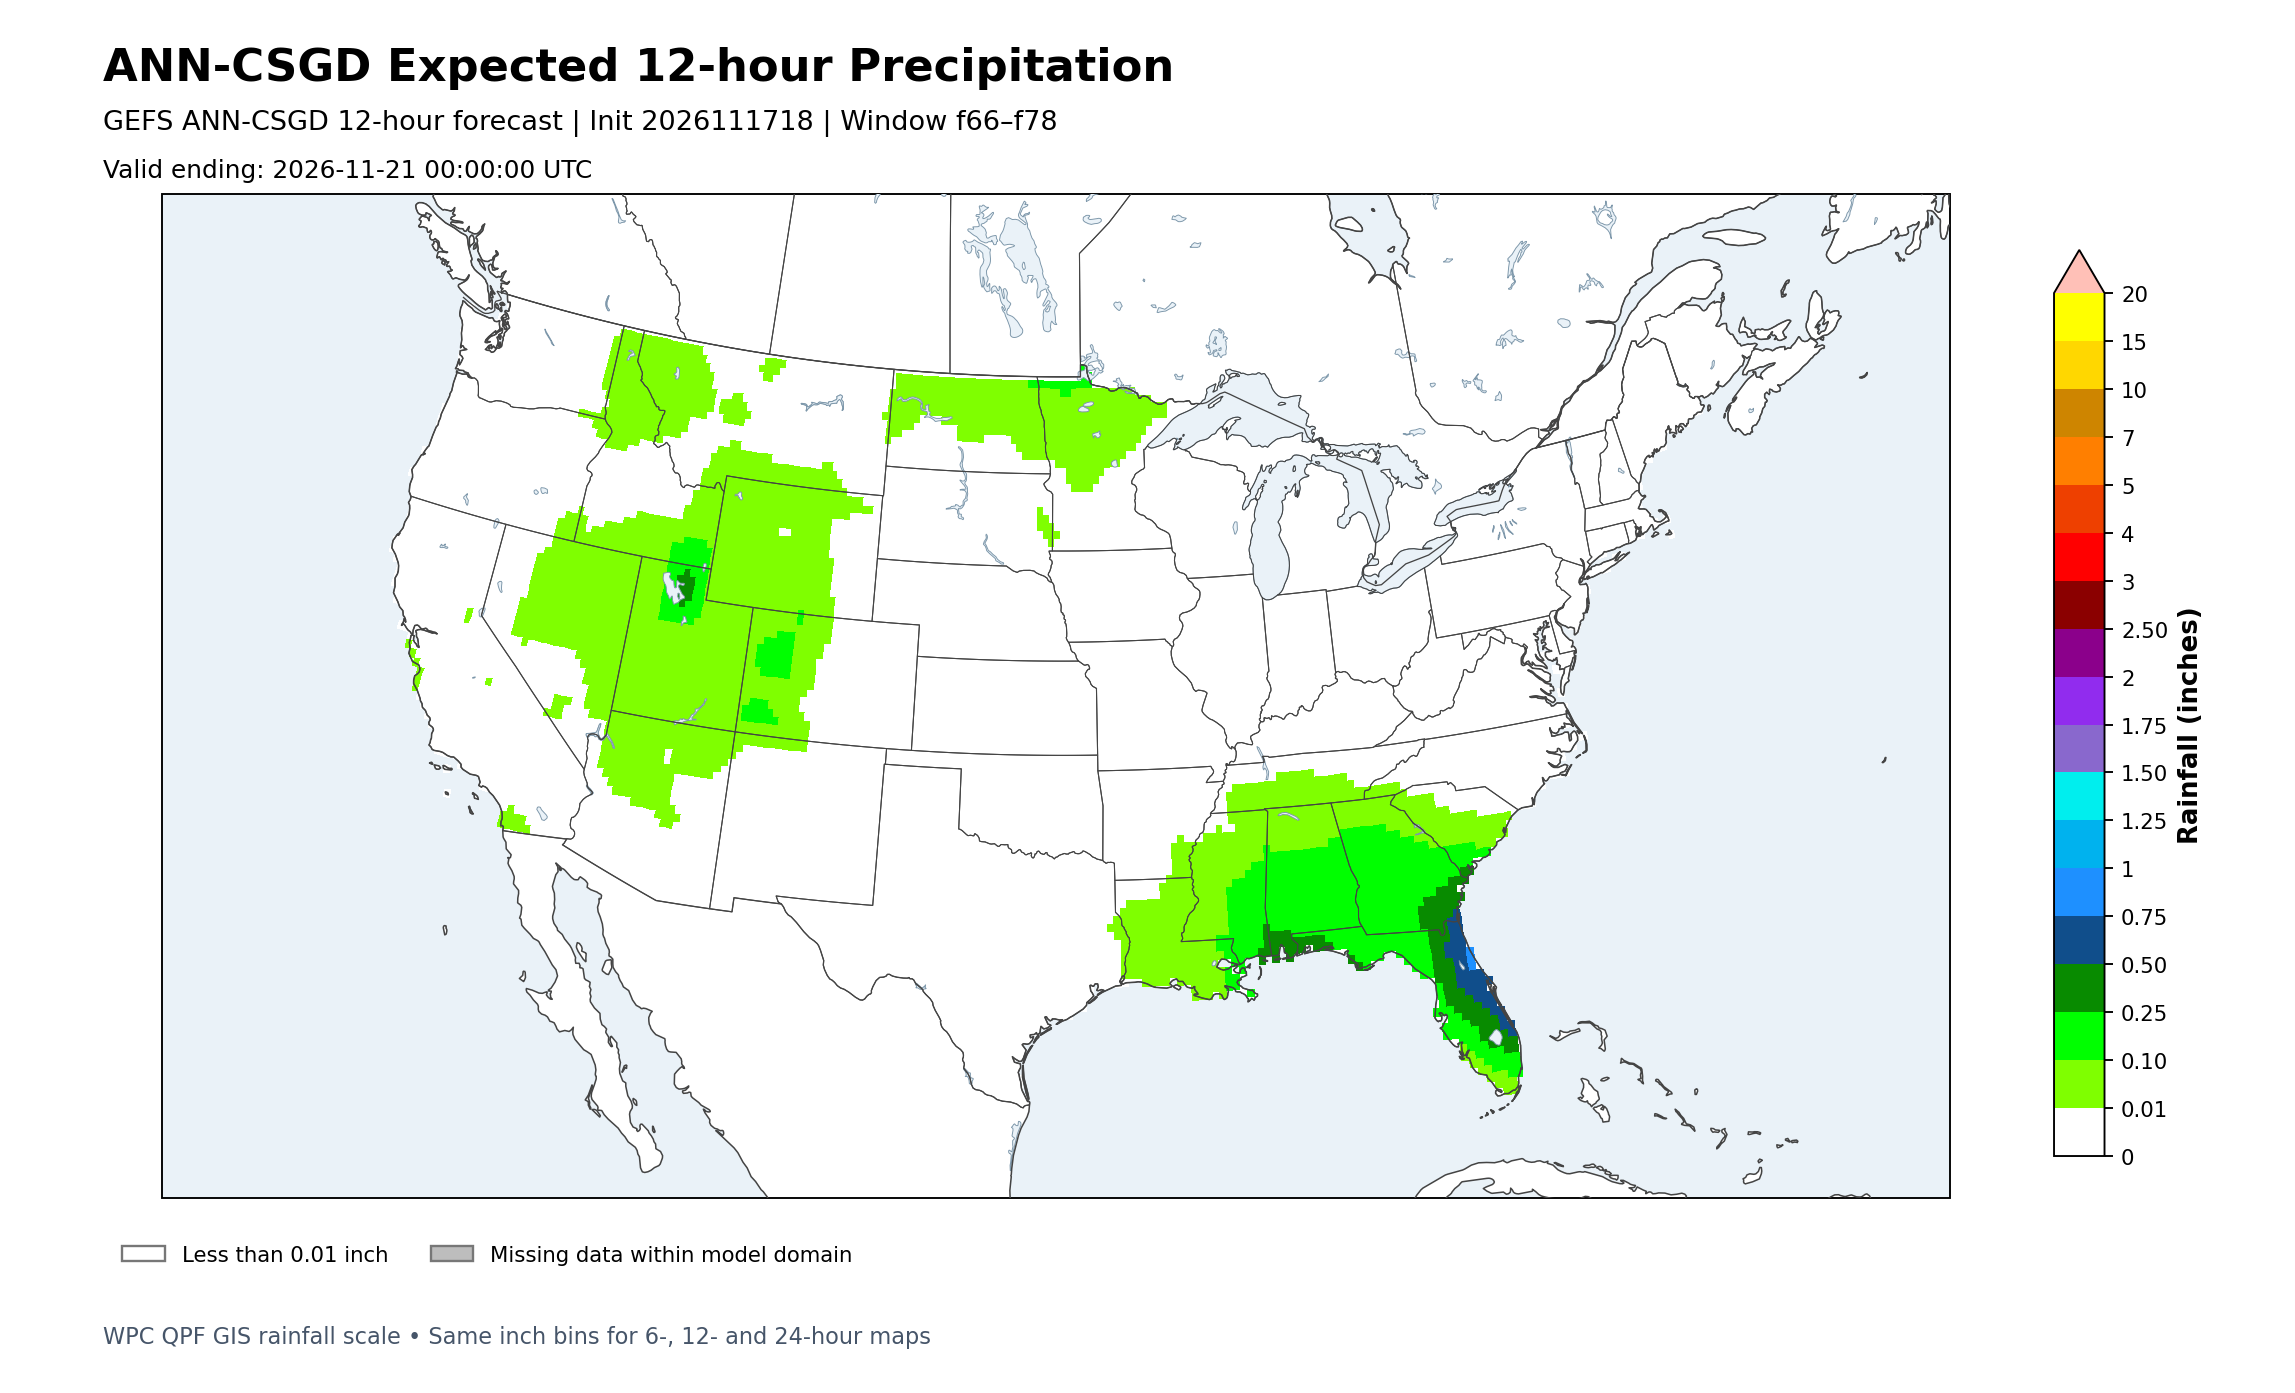 ANN-CSGD Expected 12-hour Precipitation
GEFS ANN-CSGD 12-hour forecast | Init 2026111718 | Window f66–f78
Valid ending: 2026-11-21 00:00:00 UTC
20
15
10
7
5
4
3
2.50
2
1.75
1.50
1.25
1
0.75
0.50
0.25
0.10
0.01
0
Rainfall (inches)
Less than 0.01 inch
Missing data within model domain
WPC QPF GIS rainfall scale • Same inch bins for 6-, 12- and 24-hour maps